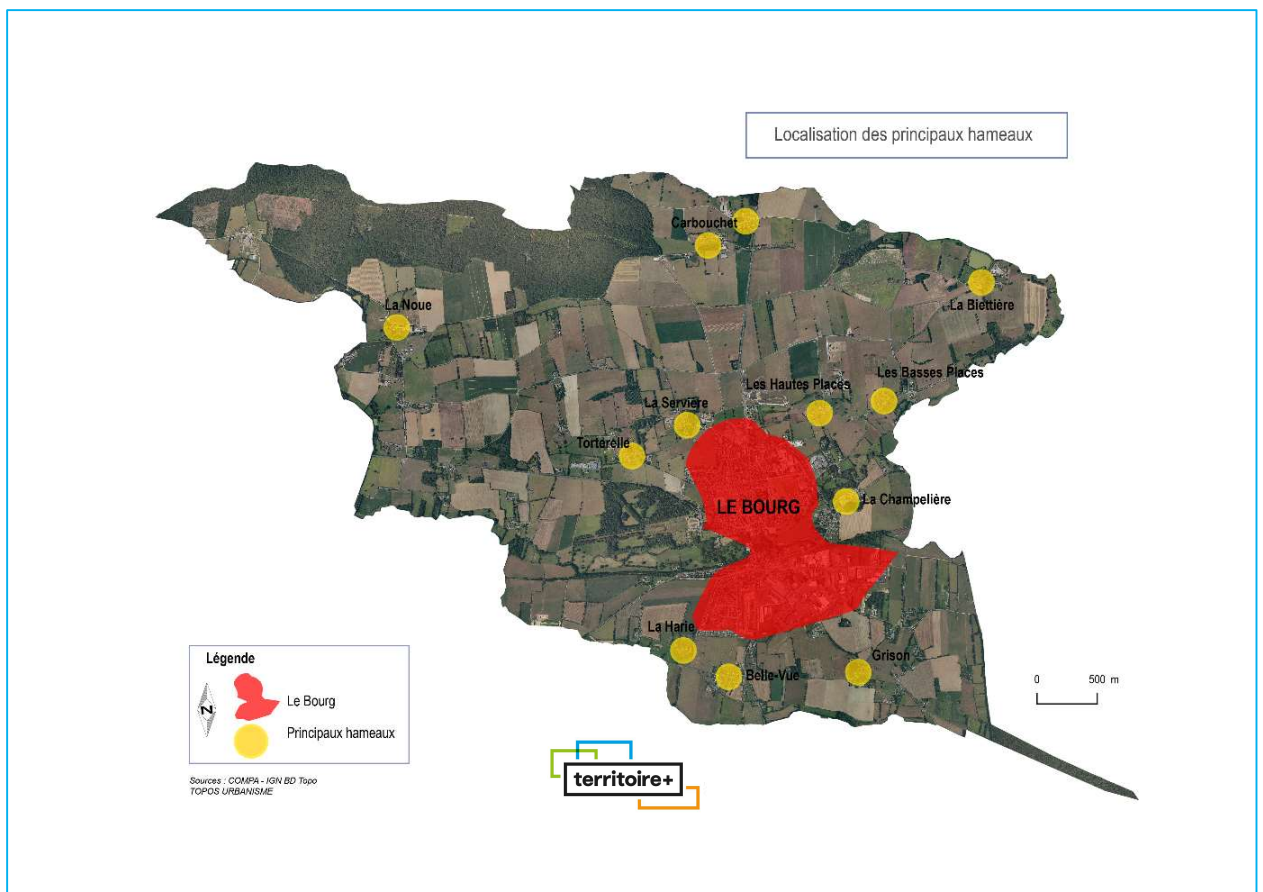 Localisation des principaux hameaux
Carbouchet
La Biettière
La Noue
Les Basses Places
Les Hautes Places
La Servière
Torterelle
La Champelière
LE BOURG
La Harie
Grison
Belle-Vue
Légende
Le Bourg
N
Principaux hameaux
0 500 m
Sources : COMPA - IGN BD Topo
TOPOS URBANISME
territoire+